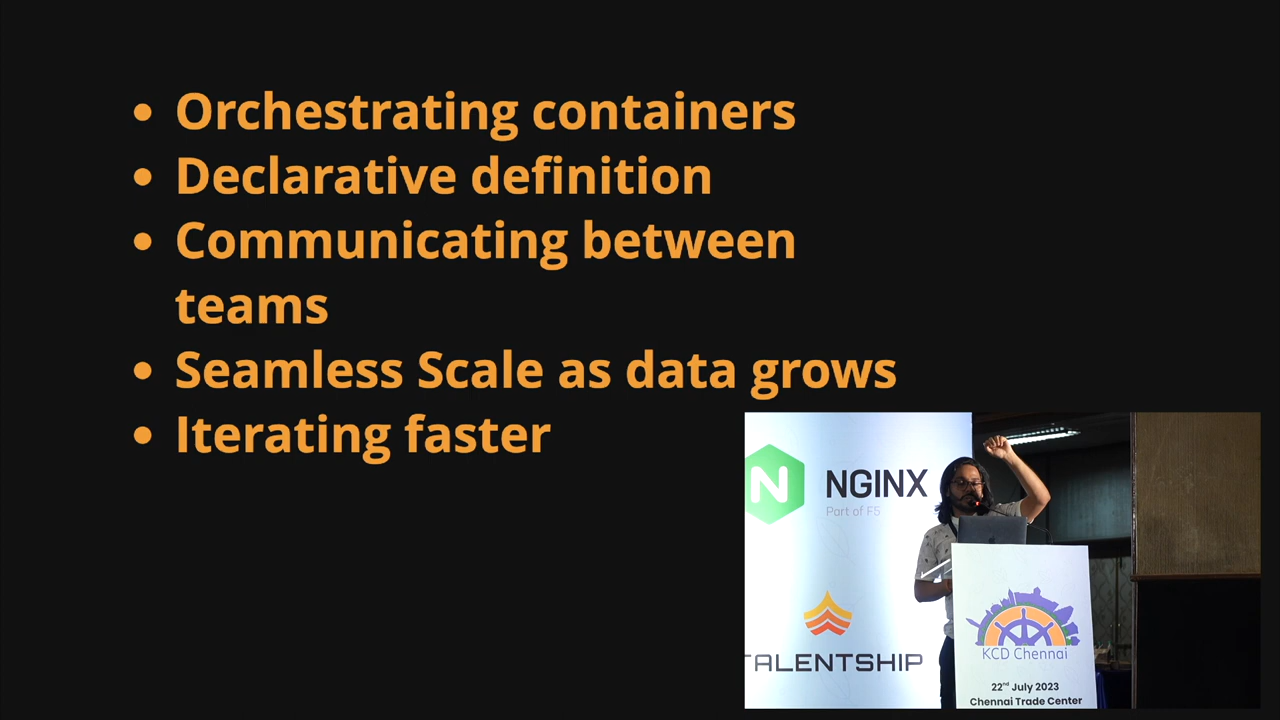 • Orchestrating containers
• Declarative definition
• Communicating between
teams
• Seamless Scale as data grows
• Iterating faster
N NGINX
Part of F5
TALENTSHIP
KCD Chennai
22nd July 2023
Chennai Trade Center